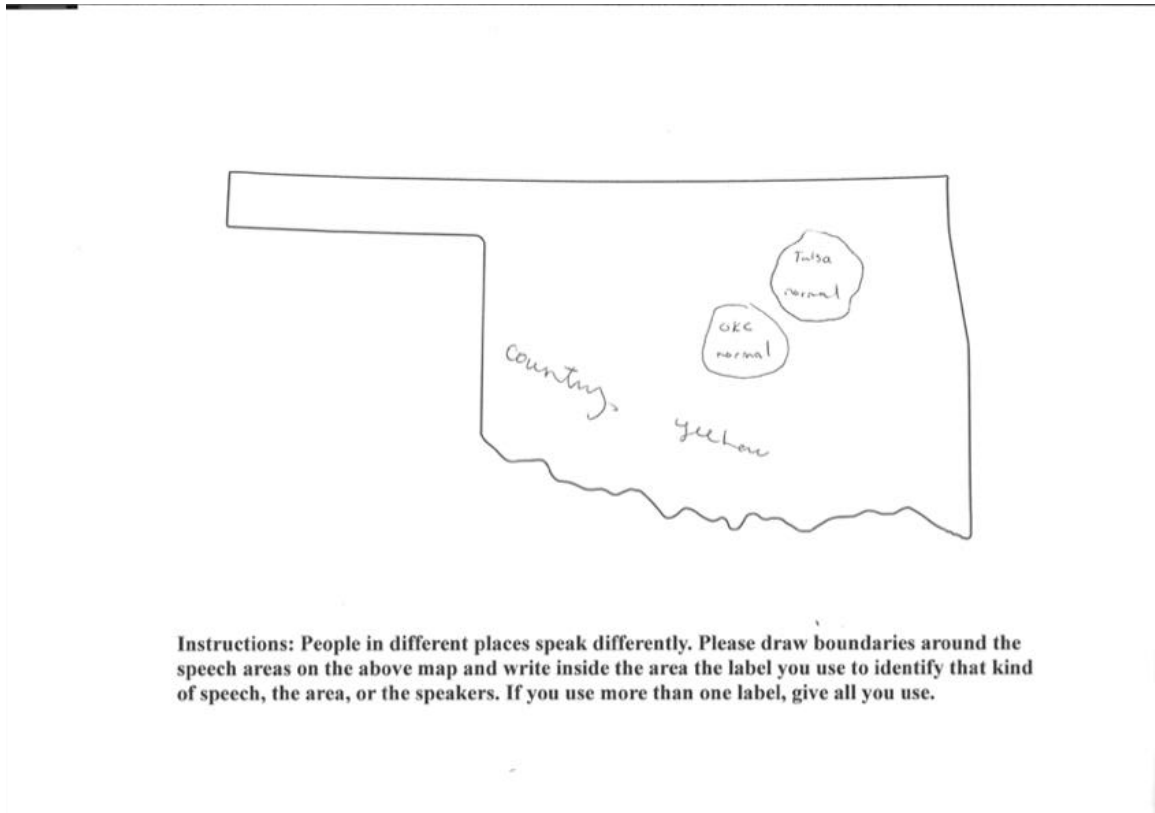 Tulsa
normal
OKC
normal
Country,
yeehaw
Instructions: People in different places speak differently. Please draw boundaries around the
speech areas on the above map and write inside the area the label you use to identify that kind
of speech, the area, or the speakers. If you use more than one label, give all you use.